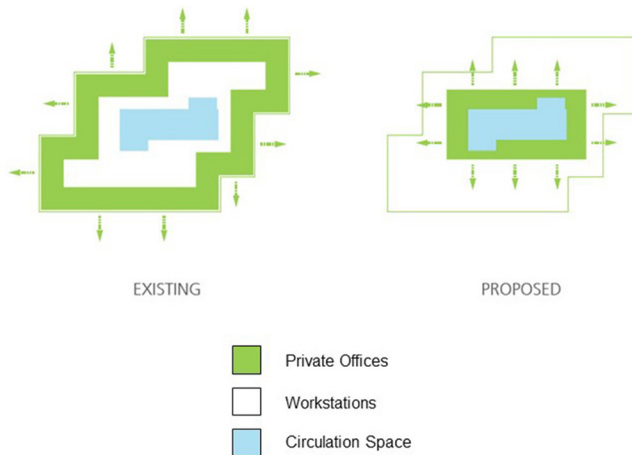 EXISTING
PROPOSED
Private Offices
Workstations
Circulation Space